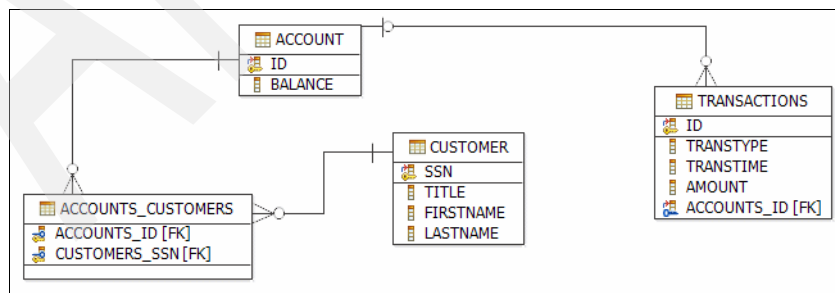 ACCOUNT
ID
BALANCE
TRANSACTIONS
ID
TRANSTYPE
TRANSTIME
AMOUNT
ACCOUNTS_ID [FK]
CUSTOMER
SSN
TITLE
FIRSTNAME
LASTNAME
ACCOUNTS_CUSTOMERS
ACCOUNTS_ID [FK]
CUSTOMERS_SSN [FK]